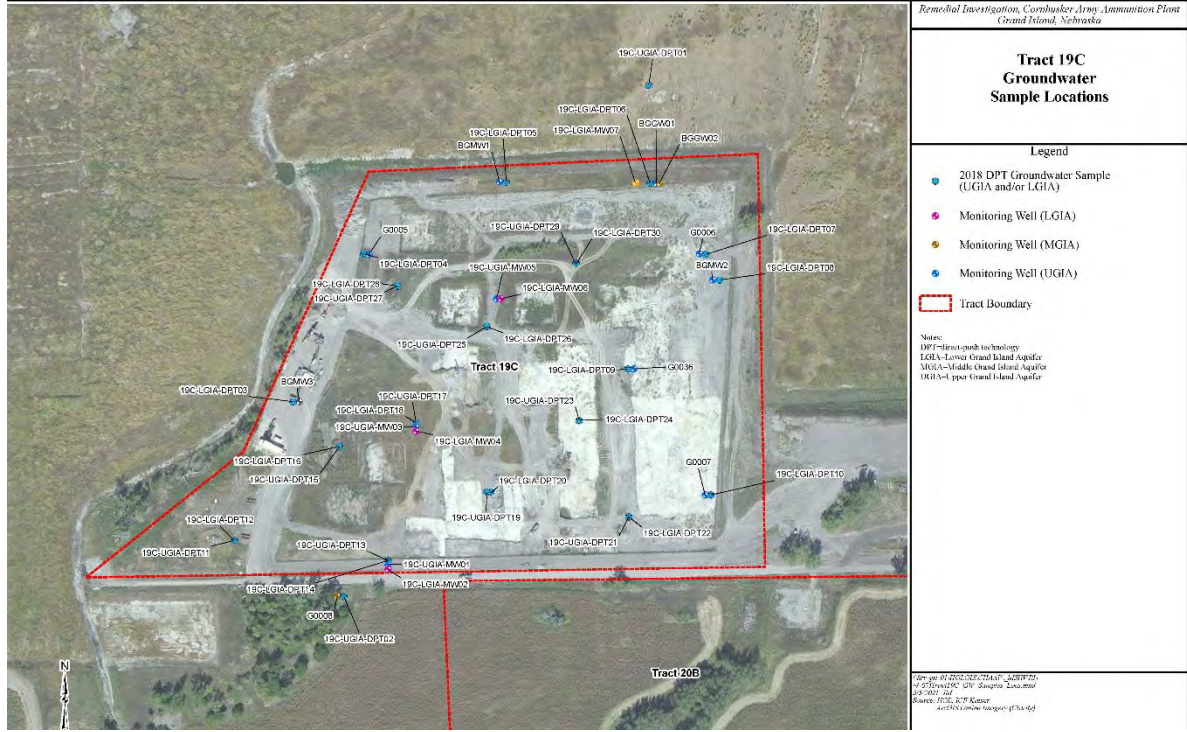 Remedial Investigation, Cornhusker Army Ammunition Plant
Grand Island, Nebraska
Tract 19C
Groundwater
Sample Locations
Legend
2018 DPT Groundwater Sample
(UGIA and/or LGIA)
Monitoring Well (LGIA)
Monitoring Well (MGIA)
Monitoring Well (UGIA)
Tract Boundary
Notes:
DPT=direct-push technology
LGIA=Lower Grand Island Aquifer
MGIA=Middle Grand Island Aquifer
UGIA=Upper Grand Island Aquifer
19C-UGIA-DPT01
19C-LGIA-DPT06
BGGW01
19C-LGIA-DPT05
19C-LGIA-MW07
BGGW02
BGMW1
G0005
19C-UGIA-DPT29
19C-LGIA-DPT30
G0006
19C-LGIA-DPT07
19C-LGIA-DPT04
19C-UGIA-MW05
BGMW2
19C-LGIA-DPT08
19C-LGIA-DPT28
19C-UGIA-DPT27
19C-LGIA-MW06
19C-UGIA-DPT25
19C-LGIA-DPT26
Tract 19C
19C-LGIA-DPT09
G0036
BGMW3
19C-LGIA-DPT03
19C-UGIA-DPT17
19C-LGIA-DPT18
19C-UGIA-DPT23
19C-UGIA-MW03
19C-LGIA-DPT24
19C-LGIA-MW04
19C-LGIA-DPT16
19C-UGIA-DPT15
G0007
19C-LGIA-DPT10
19C-LGIA-DPT20
19C-UGIA-DPT19
19C-LGIA-DPT12
19C-UGIA-DPT11
19C-UGIA-DPT21
19C-LGIA-DPT22
19C-UGIA-DPT13
19C-UGIA-MW01
19C-LGIA-DPT14
19C-LGIA-MW02
G0008
19C-UGIA-DPT02
Tract 20B
N